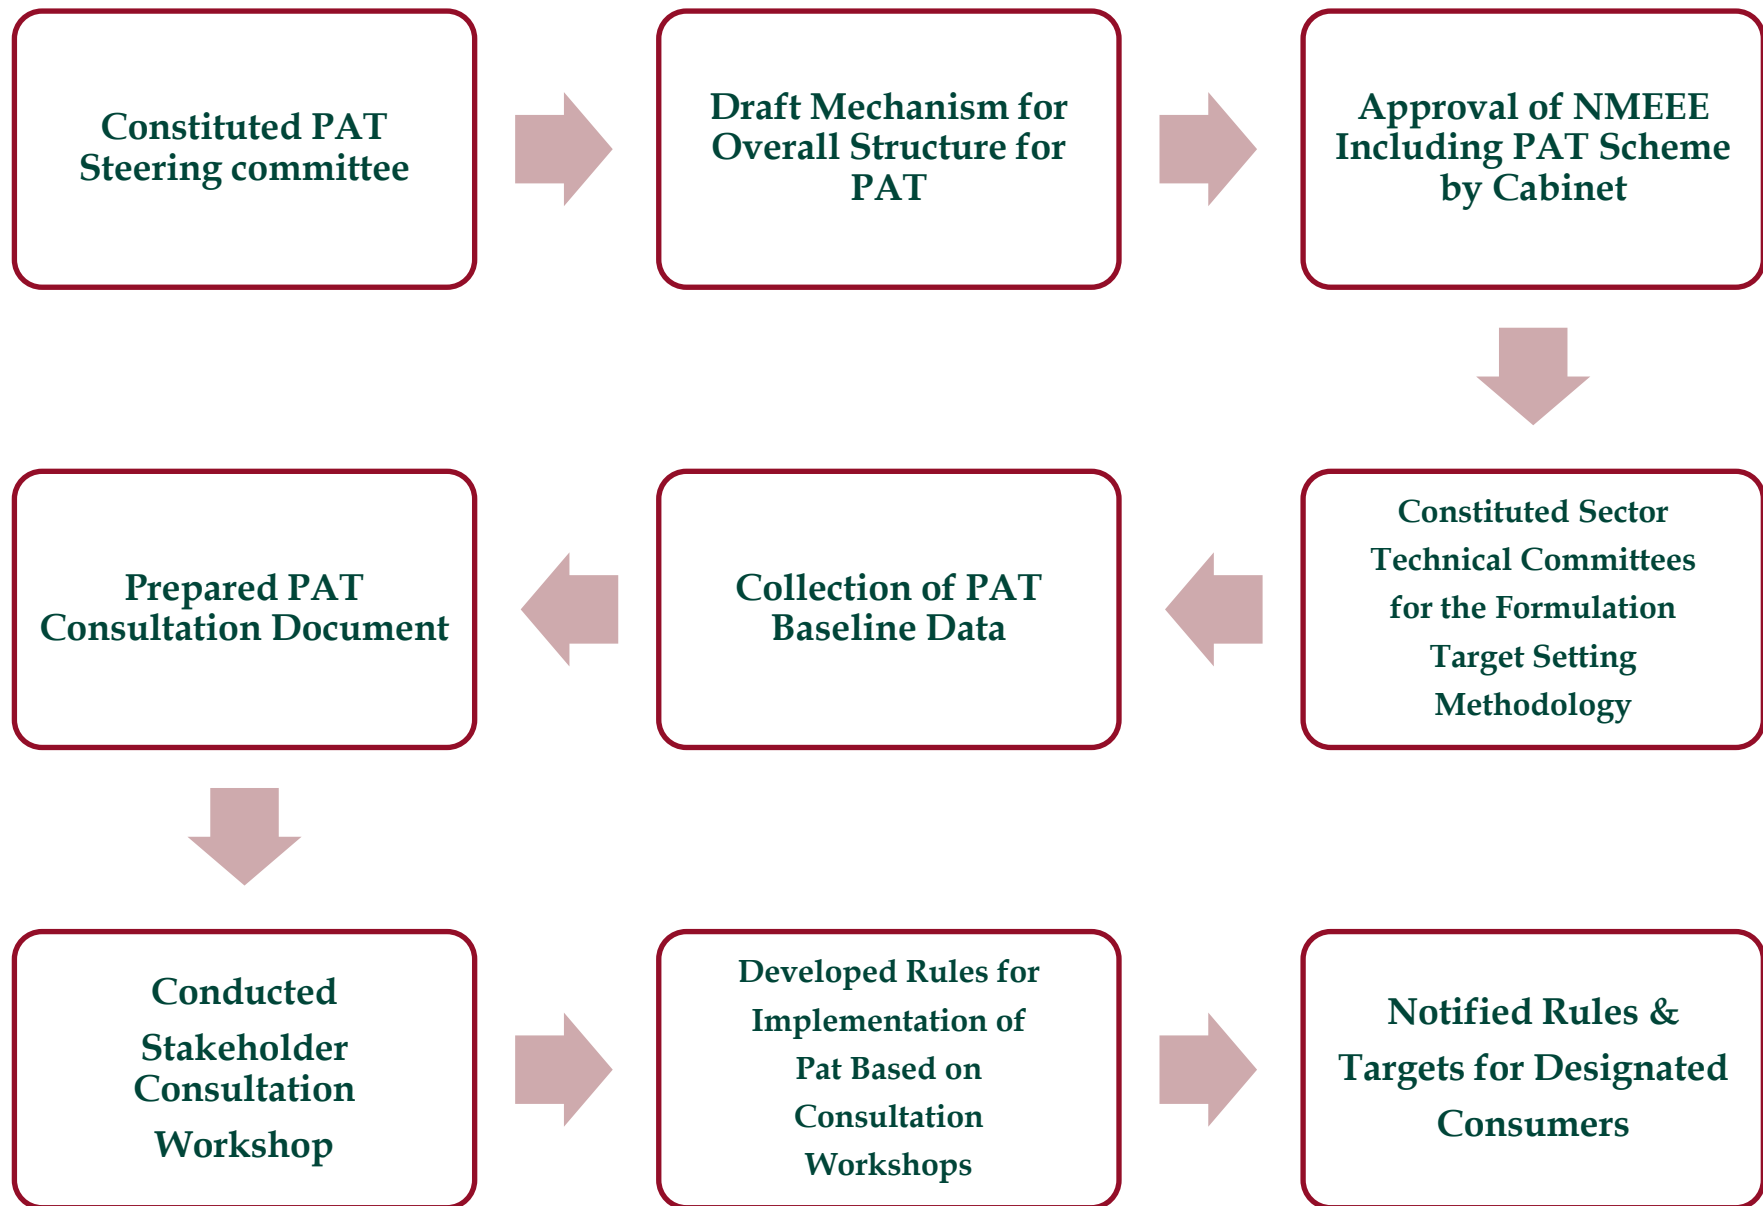 Constituted PAT
Steering committee
Draft Mechanism for
Overall Structure for
PAT
Approval of NMEEE
Including PAT Scheme
by Cabinet
Constituted Sector
Technical Committees
for the Formulation
Target Setting
Methodology
Collection of PAT
Baseline Data
Prepared PAT
Consultation Document
Conducted
Stakeholder
Consultation
Workshop
Developed Rules for
Implementation of
Pat Based on
Consultation
Workshops
Notified Rules &
Targets for Designated
Consumers